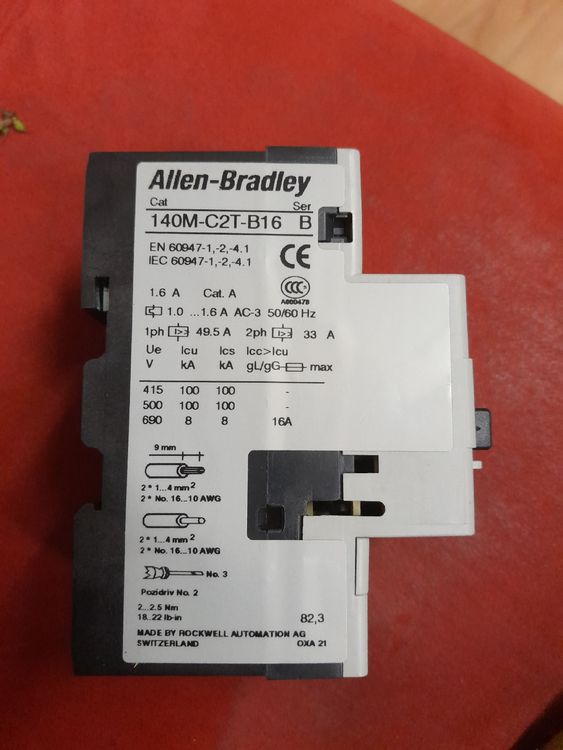 Allen-Bradley
Cat Ser
140M-C2T-B16 B
EN 60947-1,-2,-4.1
IEC 60947-1,-2,-4.1
CE
CCC
1.6 A Cat. A
1.0 ...1.6 A AC-3 50/60 Hz
1ph 49.5 A 2ph 33 A
Ue Icu Ics Icc>Icu
V kA kA gL/gG max
415 100 100 -
500 100 100 -
690 8 8 16A
9 mm
2 * 1...4 mm²
2 * No. 16...10 AWG
2 * 1...4 mm²
2 * No. 16...10 AWG
No. 3
Pozidriv No. 2
2...2.5 Nm
18...22 lb-in 82,3
MADE BY ROCKWELL AUTOMATION AG
SWITZERLAND OXA 21